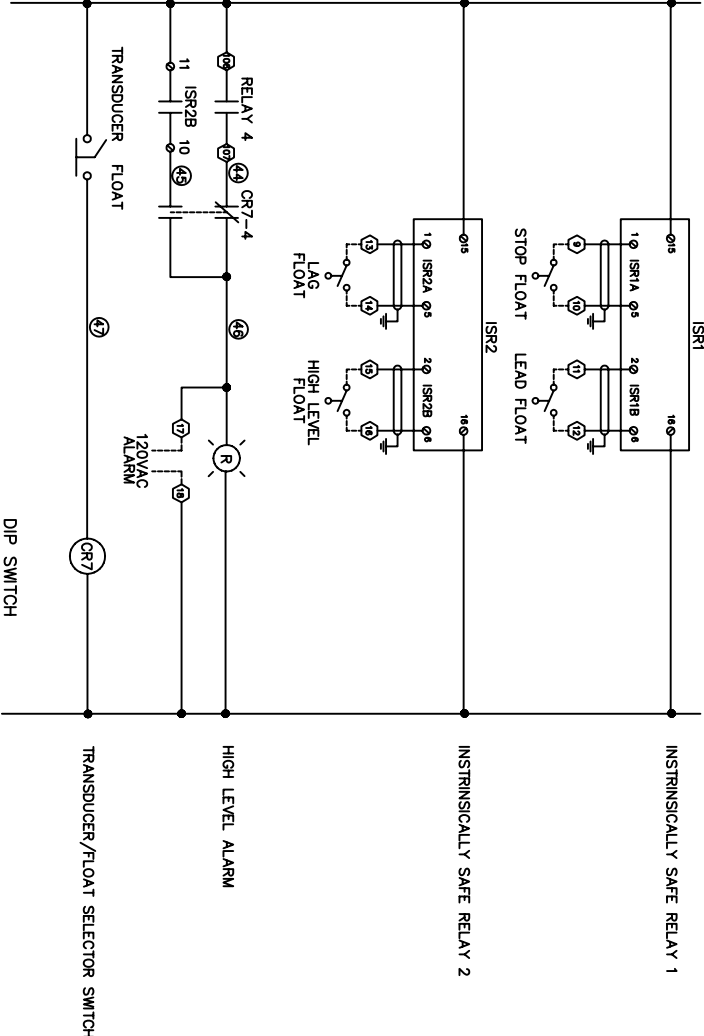 ISR1
15
1
ISR1A
5
2
ISR1B
6
16
9
10
11
12
STOP FLOAT
LEAD FLOAT
INSTRINSICALLY SAFE RELAY 1
ISR2
15
1
ISR2A
5
2
ISR2B
6
16
13
14
15
16
LAG
FLOAT
HIGH LEVEL
FLOAT
INSTRINSICALLY SAFE RELAY 2
106
RELAY 4
107
44
CR7-4
11
ISR2B
10
45
46
R
17
18
120VAC
ALARM
HIGH LEVEL ALARM
TRANSDUCER FLOAT
47
CR7
TRANSDUCER/FLOAT SELECTOR SWITCH
DIP SWITCH